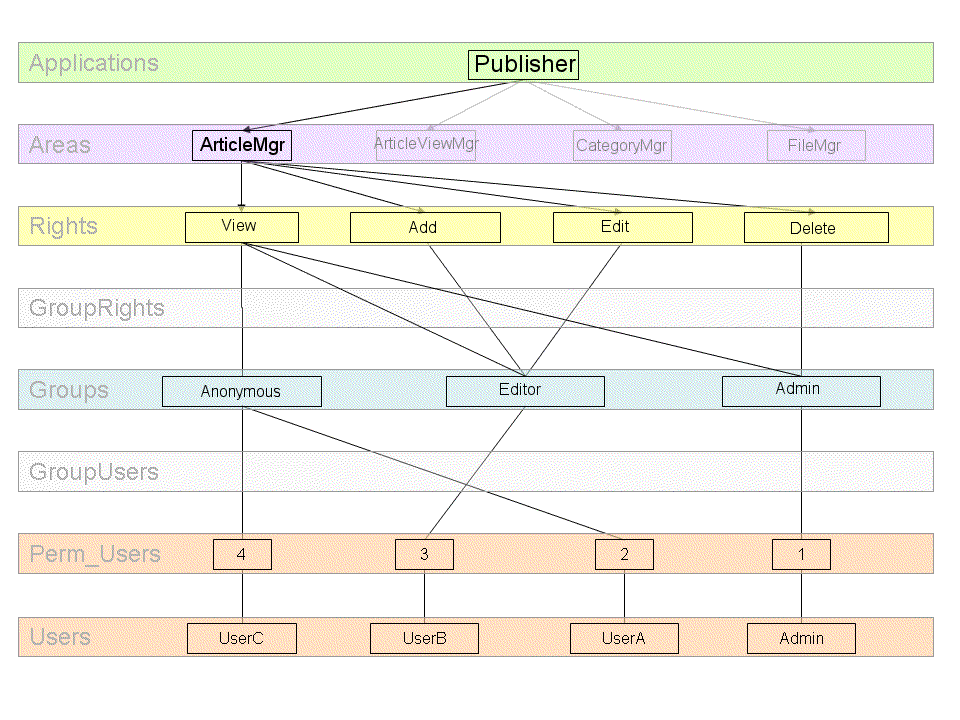 Applications
Publisher
Areas
ArticleMgr
ArticleViewMgr
CategoryMgr
FileMgr
Rights
View
Add
Edit
Delete
GroupRights
Groups
Anonymous
Editor
Admin
GroupUsers
Perm_Users
4
3
2
1
Users
UserC
UserB
UserA
Admin